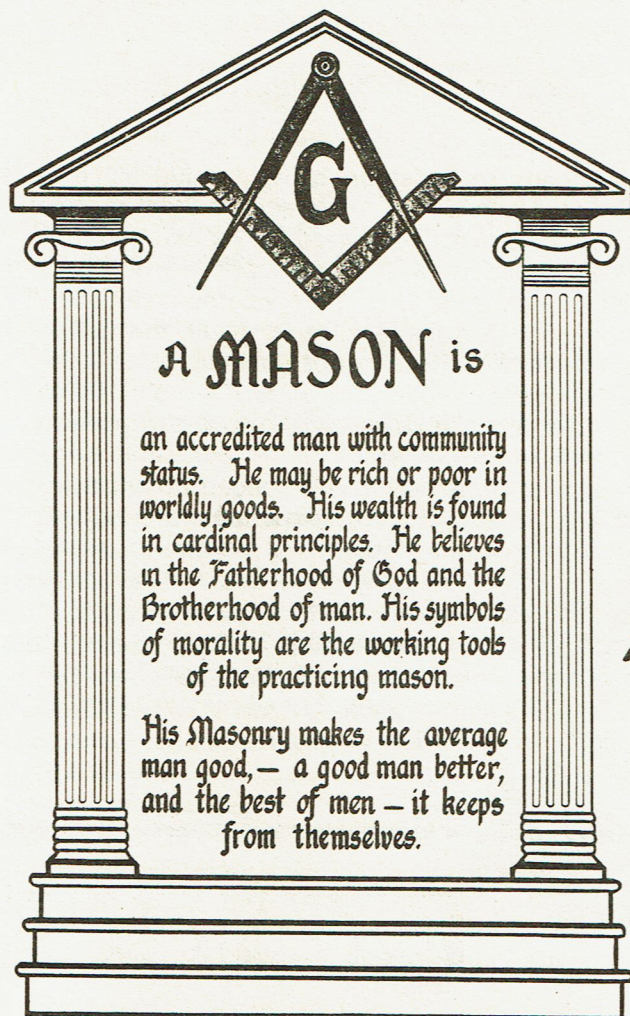 G
A MASON is
an accredited man with community
status. He may be rich or poor in
worldly goods. His wealth is found
in cardinal principles. He believes
in the Fatherhood of God and the
Brotherhood of man. His symbols
of morality are the working tools
of the practicing mason.
His Masonry makes the average
man good,— a good man better,
and the best of men — it keeps
from themselves.